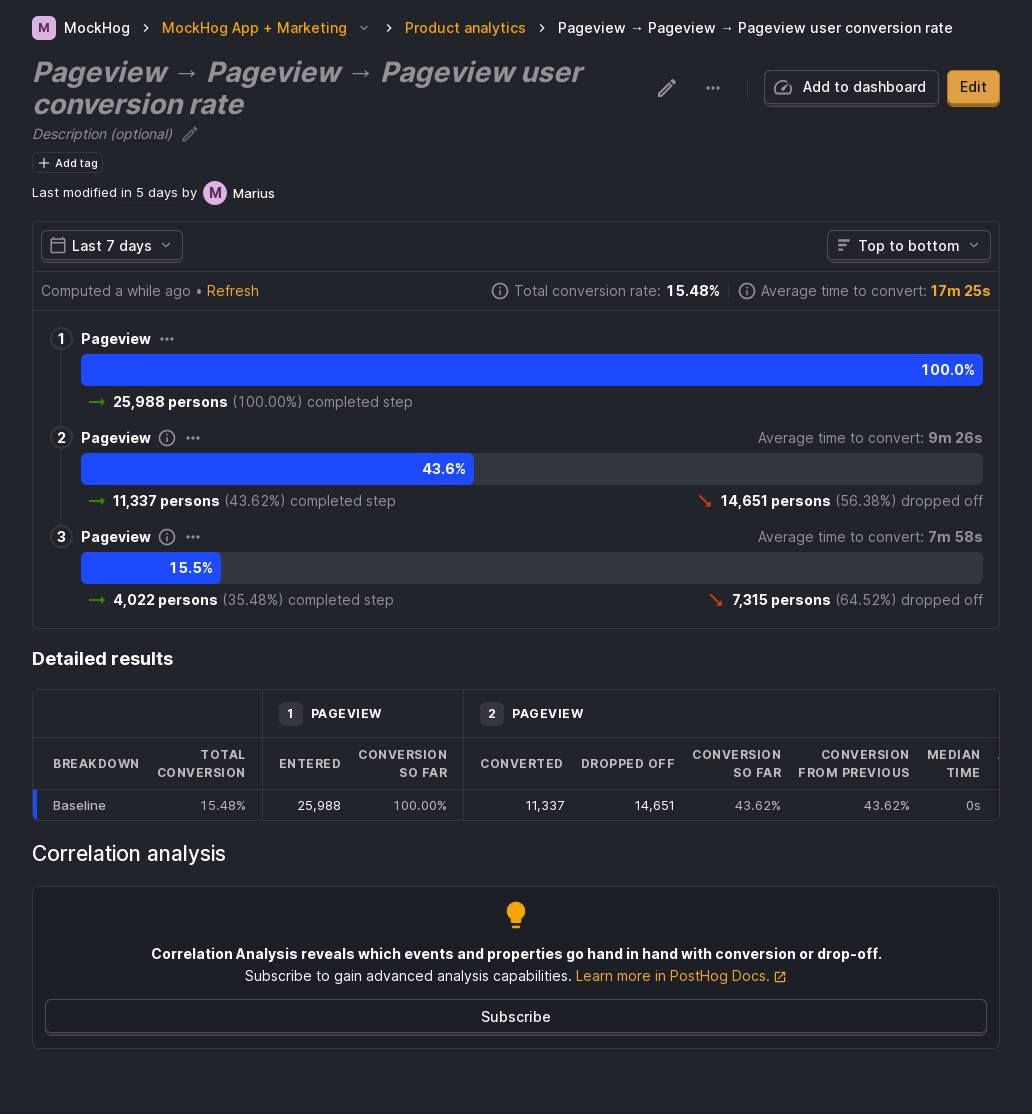 M MockHog > MockHog App + Marketing > Product analytics > Pageview → Pageview → Pageview user conversion rate
Pageview → Pageview → Pageview user
conversion rate
Add to dashboard
Edit
Description (optional)
+ Add tag
Last modified in 5 days by M Marius
Last 7 days
Top to bottom
Computed a while ago • Refresh
Total conversion rate: 15.48%
Average time to convert: 17m 25s
1 Pageview
100.0%
→ 25,988 persons (100.00%) completed step
2 Pageview
Average time to convert: 9m 26s
43.6%
→ 11,337 persons (43.62%) completed step
↘ 14,651 persons (56.38%) dropped off
3 Pageview
Average time to convert: 7m 58s
15.5%
→ 4,022 persons (35.48%) completed step
↘ 7,315 persons (64.52%) dropped off
Detailed results
1 PAGEVIEW
2 PAGEVIEW
BREAKDOWN
TOTAL
CONVERSION
ENTERED
CONVERSION
SO FAR
CONVERTED
DROPPED OFF
CONVERSION
SO FAR
CONVERSION
FROM PREVIOUS
MEDIAN
TIME
Baseline 15.48% 25,988 100.00% 11,337 14,651 43.62% 43.62% 0s
Correlation analysis
Correlation Analysis reveals which events and properties go hand in hand with conversion or drop-off.
Subscribe to gain advanced analysis capabilities. Learn more in PostHog Docs.
Subscribe